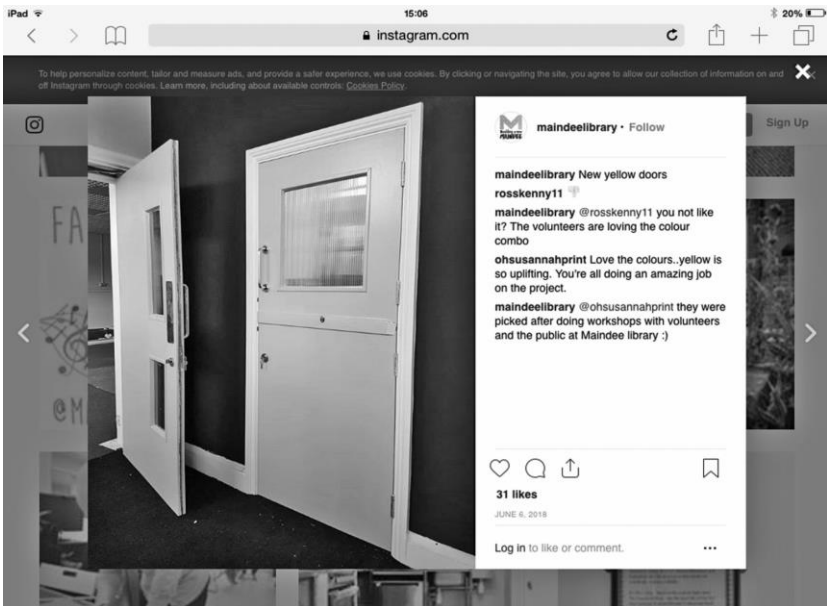 iPad
15:06
20%
instagram.com
To help personalize content, tailor and measure ads, and provide a safer experience, we use cookies. By clicking or navigating the site, you agree to allow our collection of information on and
off Instagram through cookies. Learn more, including about available controls: Cookies Policy.
Sign Up
FA
@M
M
MAINDEE
maindeelibrary · Follow
maindeelibrary New yellow doors
rosskenny11
maindeelibrary @rosskenny11 you not like
it? The volunteers are loving the colour
combo
ohsusannahprint Love the colours..yellow is
so uplifting. You're all doing an amazing job
on the project.
maindeelibrary @ohsusannahprint they were
picked after doing workshops with volunteers
and the public at Maindee library :)
31 likes
JUNE 6, 2018
Log in to like or comment.